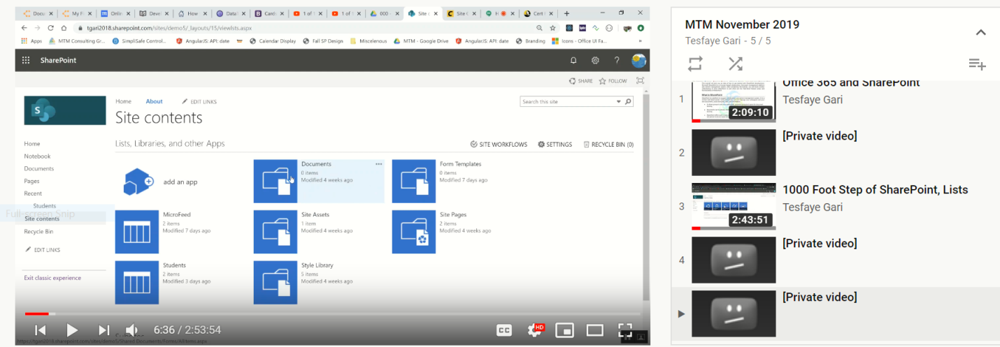 Docu
My F
Onlin
Devel
How
Datal
Cards
1 of
1 of
000 -
Site c
Site C
H
Cert
tgari2018.sharepoint.com/sites/demo5/_layouts/15/viewlsts.aspx
Apps
MTM Consulting Gr...
SimpliSafe Control..
AngularJS: API: date
Calendar Display
Fall SP Design
Miscelenous
MTM - Google Drive
AngularJS: API: date
Branding
Icons - Office UI Fa...
SharePoint
SHARE
FOLLOW
Home About EDIT LINKS
Search this site
Site contents
Lists, Libraries, and other Apps
SITE WORKFLOWS SETTINGS RECYCLE BIN (0)
Home
Notebook
Documents
Pages
Recent
Students
Full-screen Snip
Site contents
Recycle Bin
EDIT LINKS
Exit classic experience
add an app
Documents
0 items
Modified 4 weeks ago
Form Templates
0 items
Modified 7 days ago
MicroFeed
2 items
Modified 7 days ago
Site Assets
1 item
Modified 4 weeks ago
Site Pages
2 items
Modified 4 weeks ago
Students
2 items
Modified 3 days ago
Style Library
5 items
Modified 4 weeks ago
6:36 / 2:53:54
CC
HD
https://tgari2018.sharepoint.com/sites/demo5/Shared Documents/Forms/AllItems.aspx
MTM November 2019
Tesfaye Gari - 5 / 5
1
Office 365 and SharePoint
Tesfaye Gari
2:09:10
2
[Private video]
3
1000 Foot Step of SharePoint, Lists
Tesfaye Gari
2:43:51
4
[Private video]
[Private video]